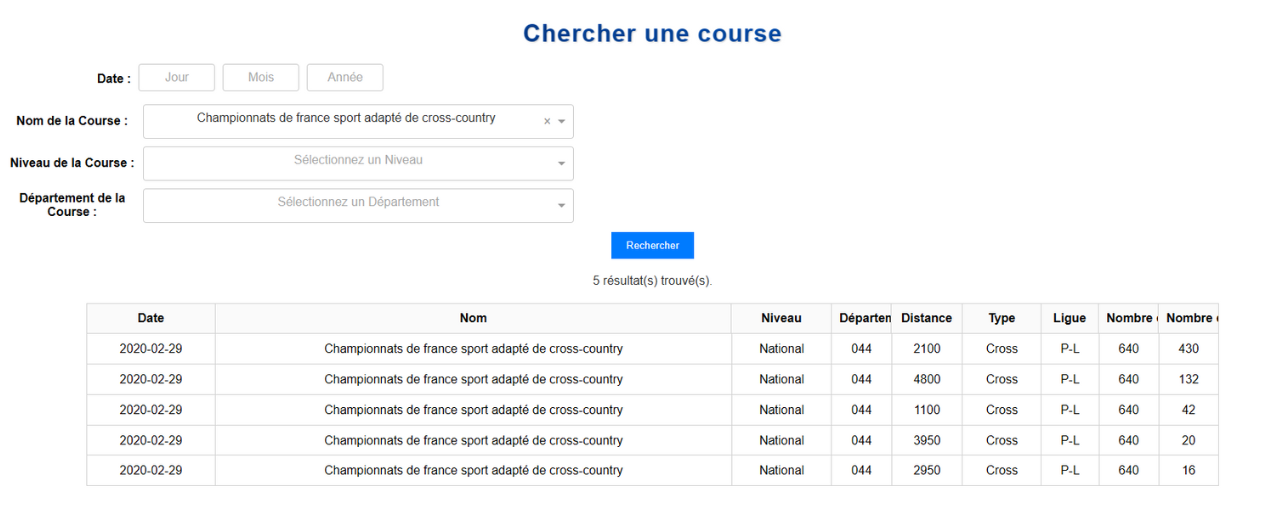 Chercher une course
Date : Jour Mois Année
Nom de la Course : Championnats de france sport adapté de cross-country ×
Niveau de la Course : Sélectionnez un Niveau
Département de la
Course : Sélectionnez un Département
Rechercher
5 résultat(s) trouvé(s).
Date Nom Niveau Départen Distance Type Ligue Nombre Nombre
2020-02-29 Championnats de france sport adapté de cross-country National 044 2100 Cross P-L 640 430
2020-02-29 Championnats de france sport adapté de cross-country National 044 4800 Cross P-L 640 132
2020-02-29 Championnats de france sport adapté de cross-country National 044 1100 Cross P-L 640 42
2020-02-29 Championnats de france sport adapté de cross-country National 044 3950 Cross P-L 640 20
2020-02-29 Championnats de france sport adapté de cross-country National 044 2950 Cross P-L 640 16